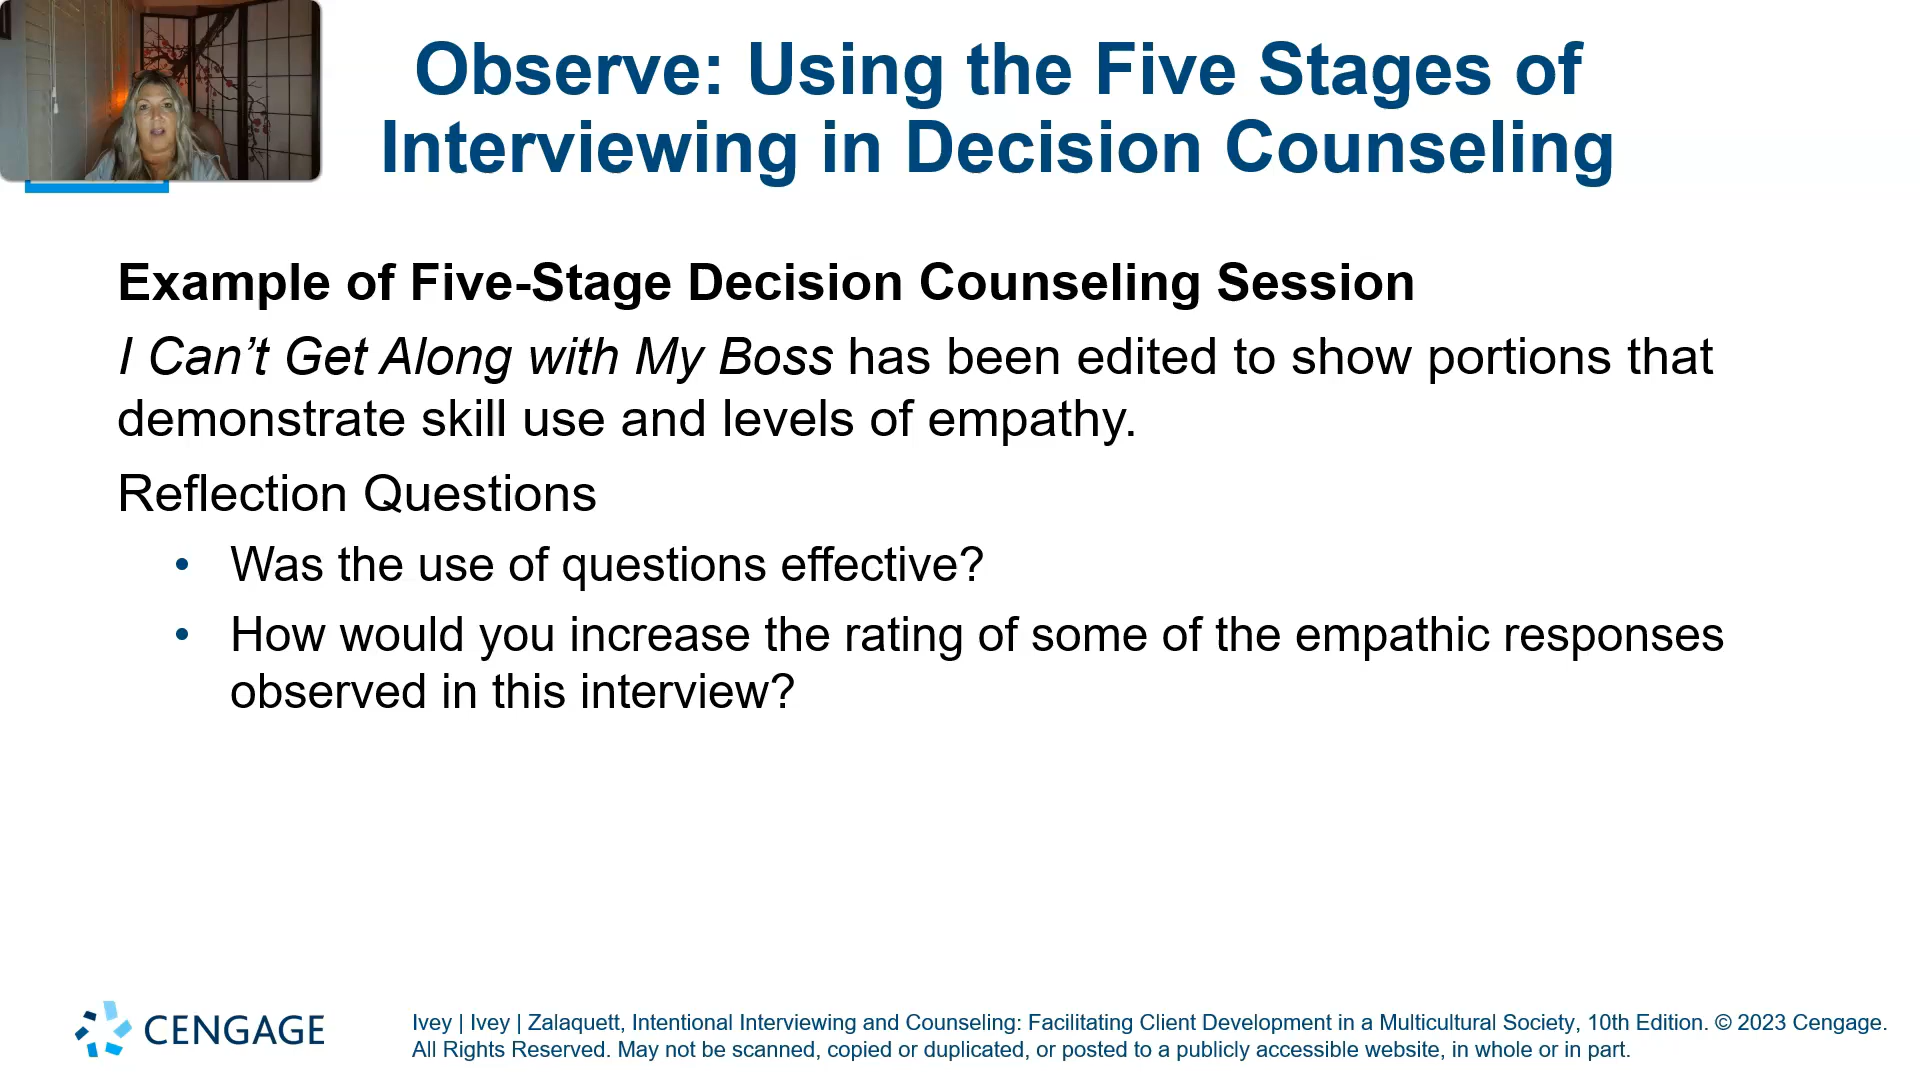 Observe: Using the Five Stages of
Interviewing in Decision Counseling
Example of Five-Stage Decision Counseling Session
I Can’t Get Along with My Boss has been edited to show portions that
demonstrate skill use and levels of empathy.
Reflection Questions
• Was the use of questions effective?
• How would you increase the rating of some of the empathic responses
observed in this interview?
CENGAGE
Ivey | Ivey | Zalaquett, Intentional Interviewing and Counseling: Facilitating Client Development in a Multicultural Society, 10th Edition. © 2023 Cengage.
All Rights Reserved. May not be scanned, copied or duplicated, or posted to a publicly accessible website, in whole or in part.